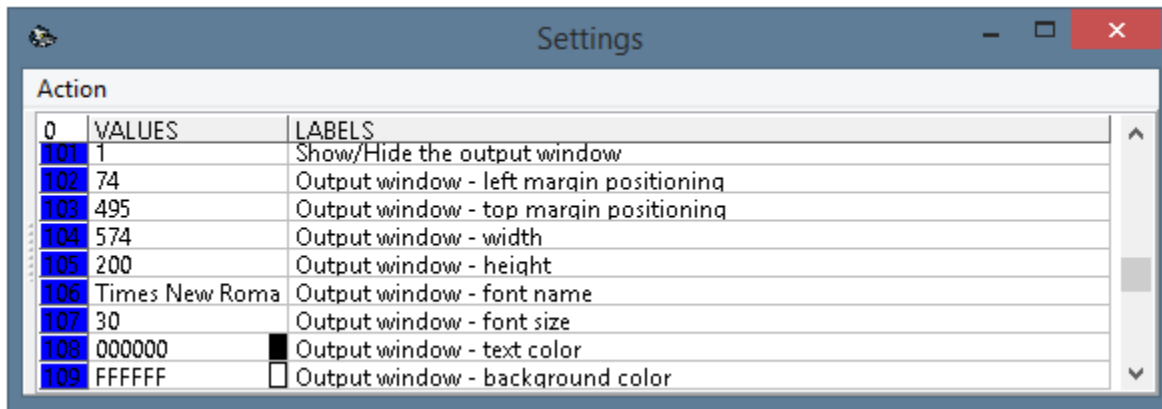 Settings
Action
0 VALUES LABELS
101 1 Show/Hide the output window
102 74 Output window - left margin positioning
103 495 Output window - top margin positioning
104 574 Output window - width
105 200 Output window - height
106 Times New Roma Output window - font name
107 30 Output window - font size
108 000000 Output window - text color
109 FFFFFF Output window - background color